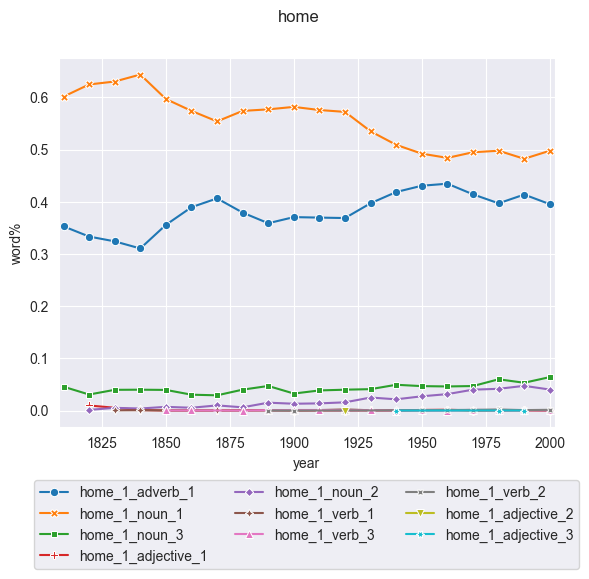 home
0.6
0.5
0.4
0.3
0.2
0.1
0.0
word%
1825 1850 1875 1900 1925 1950 1975 2000
year
home_1_adverb_1 home_1_noun_2 home_1_verb_2
home_1_noun_1 home_1_verb_1 home_1_adjective_2
home_1_noun_3 home_1_verb_3 home_1_adjective_3
home_1_adjective_1